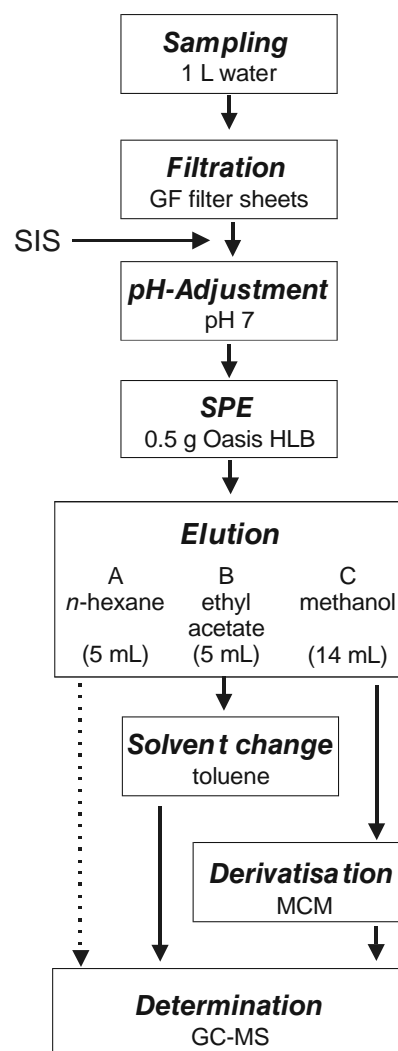 Sampling
1 L water
Filtration
GF filter sheets
SIS
pH-Adjustment
pH 7
SPE
0.5 g Oasis HLB
Elution
A B C
n-hexane ethyl methanol
acetate
(5 mL) (5 mL) (14 mL)
Solvent change
toluene
Derivatisation
MCM
Determination
GC-MS